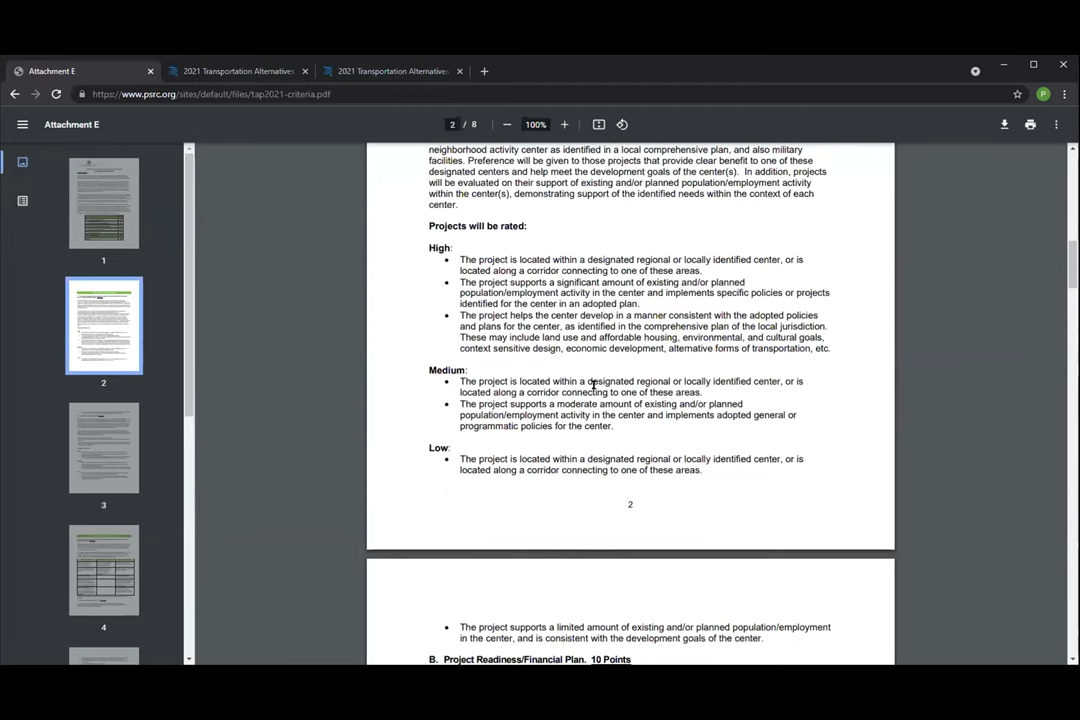 Attachment E
2021 Transportation Alternatives
2021 Transportation Alternatives
https://www.psrc.org/sites/default/files/tap2021-criteria.pdf
P
Attachment E
2 / 8
100%
1
2
3
4
neighborhood activity center as identified in a local comprehensive plan, and also military
facilities. Preference will be given to those projects that provide clear benefit to one of these
designated centers and help meet the development goals of the center(s). In addition, projects
will be evaluated on their support of existing and/or planned population/employment activity
within the center(s), demonstrating support of the identified needs within the context of each
center.
Projects will be rated:
High:
• The project is located within a designated regional or locally identified center, or is
located along a corridor connecting to one of these areas.
• The project supports a significant amount of existing and/or planned
population/employment activity in the center and implements specific policies or projects
identified for the center in an adopted plan.
• The project helps the center develop in a manner consistent with the adopted policies
and plans for the center, as identified in the comprehensive plan of the local jurisdiction.
These may include land use and affordable housing, environmental, and cultural goals,
context sensitive design, economic development, alternative forms of transportation, etc.
Medium:
• The project is located within a designated regional or locally identified center, or is
located along a corridor connecting to one of these areas.
• The project supports a moderate amount of existing and/or planned
population/employment activity in the center and implements adopted general or
programmatic policies for the center.
Low:
• The project is located within a designated regional or locally identified center, or is
located along a corridor connecting to one of these areas.
2
• The project supports a limited amount of existing and/or planned population/employment
in the center, and is consistent with the development goals of the center.
B. Project Readiness/Financial Plan. 10 Points